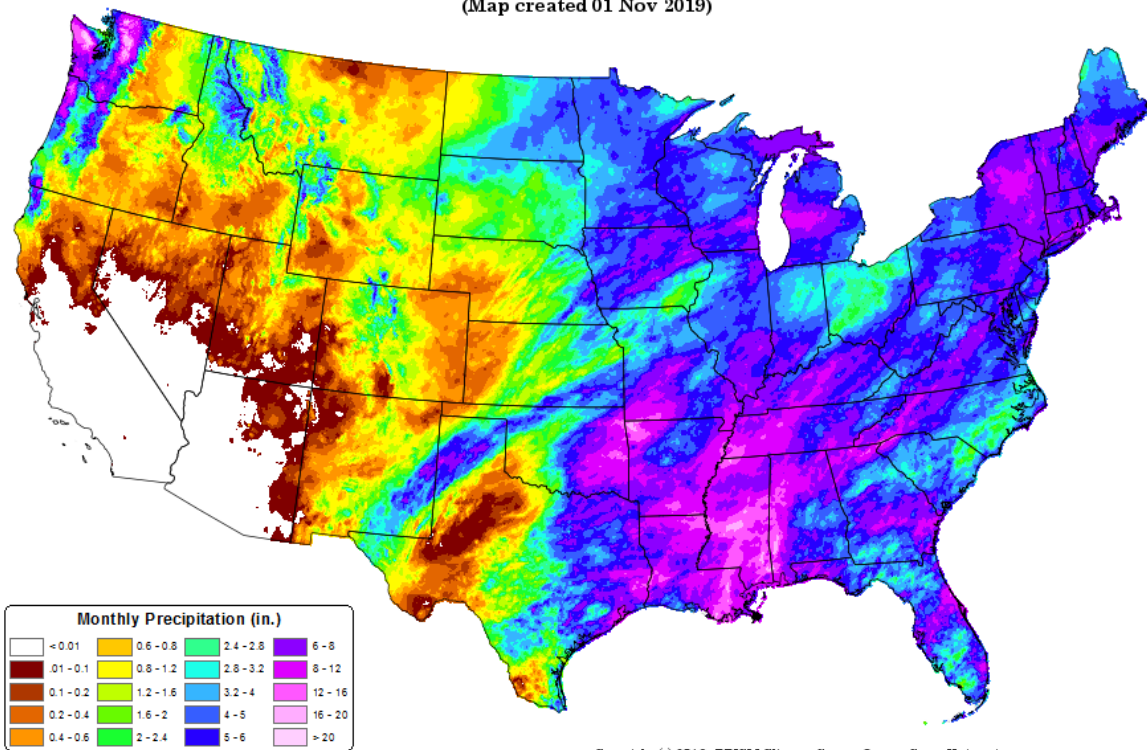 (Map created 01 Nov 2019)
Monthly Precipitation (in.)
< 0.01
.01 - 0.1
0.1 - 0.2
0.2 - 0.4
0.4 - 0.6
0.6 - 0.8
0.8 - 1.2
1.2 - 1.6
1.6 - 2
2 - 2.4
2.4 - 2.8
2.8 - 3.2
3.2 - 4
4 - 5
5 - 6
6 - 8
8 - 12
12 - 16
16 - 20
> 20